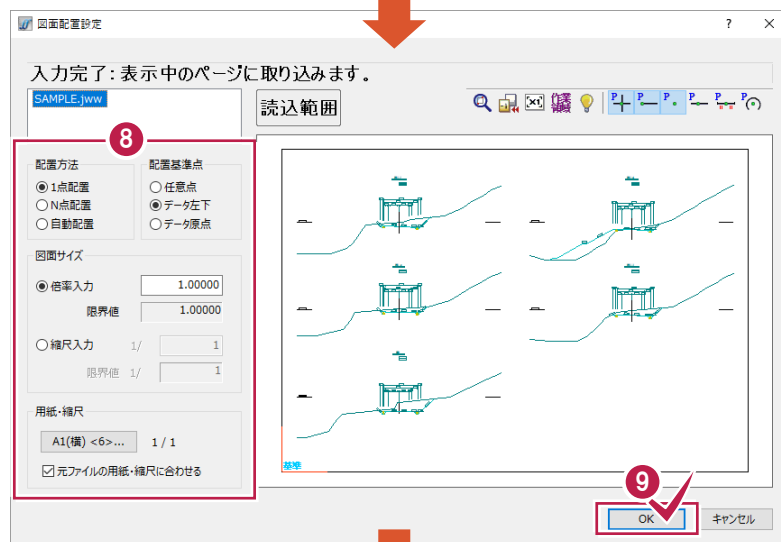 図面配置設定
? ×
入力完了:表示中のページに取り込みます。
SAMPLE.jww
読込範囲
×1
作業
P P P P P P
8
配置方法
1点配置
N点配置
自動配置
配置基準点
任意点
データ左下
データ原点
図面サイズ
倍率入力 1.00000
限界値 1.00000
縮尺入力 1/ 1
限界値 1/ 1
用紙・縮尺
A1(横) <6>... 1 / 1
元ファイルの用紙・縮尺に合わせる
基準
9
OK キャンセル